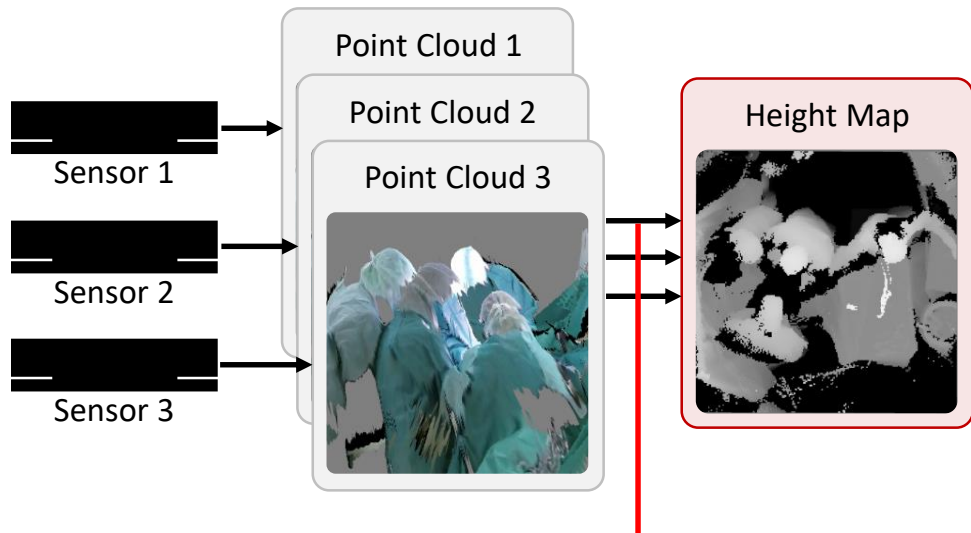 Point Cloud 1
Point Cloud 2
Point Cloud 3
Sensor 1
Sensor 2
Sensor 3
Height Map